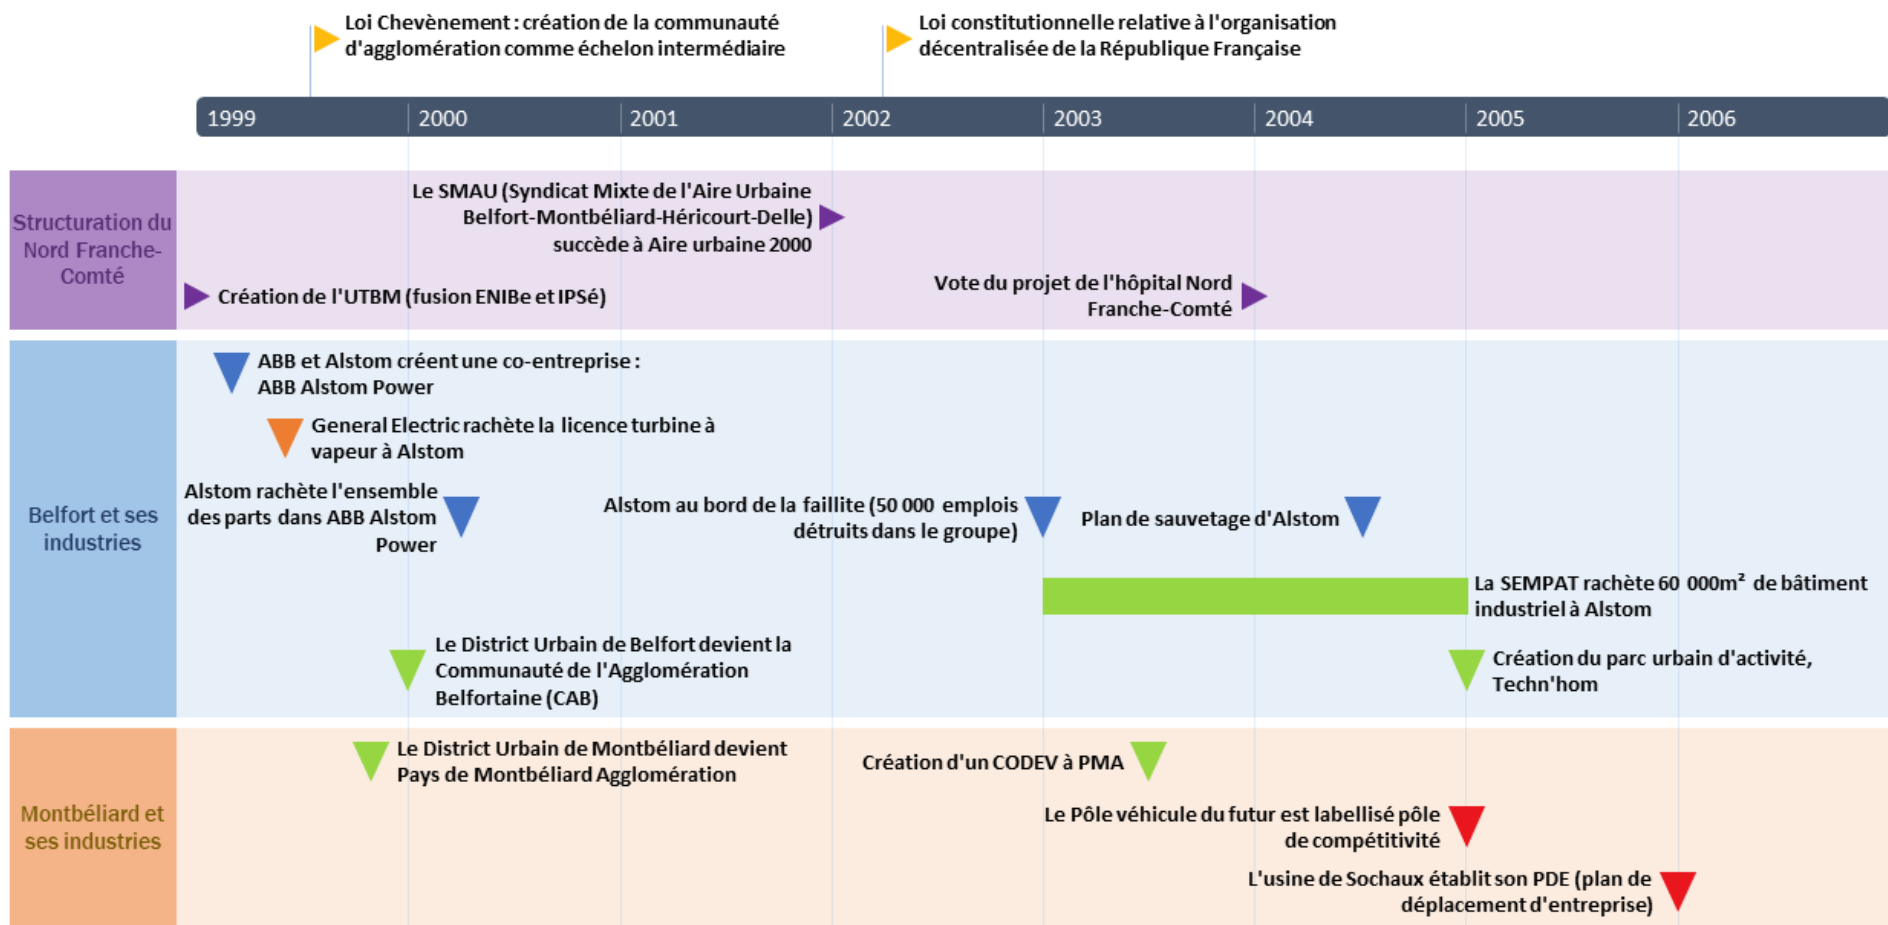 Loi Chevènement : création de la communauté
d'agglomération comme échelon intermédiaire
Loi constitutionnelle relative à l'organisation
décentralisée de la République Française
1999
2000
2001
2002
2003
2004
2005
2006
Structuration du
Nord Franche-
Comté
Le SMAU (Syndicat Mixte de l'Aire Urbaine
Belfort-Montbéliard-Héricourt-Delle)
succède à Aire urbaine 2000
Création de l'UTBM (fusion ENIBe et IPSé)
Vote du projet de l'hôpital Nord
Franche-Comté
Belfort et ses
industries
ABB et Alstom créent une co-entreprise :
ABB Alstom Power
General Electric rachète la licence turbine à
vapeur à Alstom
Alstom rachète l'ensemble
des parts dans ABB Alstom
Power
Alstom au bord de la faillite (50 000 emplois
détruits dans le groupe)
Plan de sauvetage d'Alstom
La SEMPAT rachète 60 000m² de bâtiment
industriel à Alstom
Le District Urbain de Belfort devient la
Communauté de l'Agglomération
Belfortaine (CAB)
Création du parc urbain d'activité,
Techn'hom
Montbéliard et
ses industries
Le District Urbain de Montbéliard devient
Pays de Montbéliard Agglomération
Création d'un CODEV à PMA
Le Pôle véhicule du futur est labellisé pôle
de compétitivité
L'usine de Sochaux établit son PDE (plan de
déplacement d'entreprise)